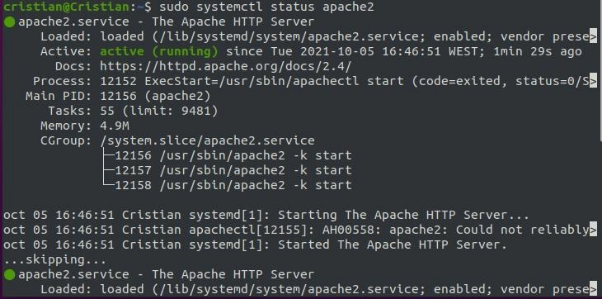 cristian@Cristian:~$ sudo systemctl status apache2
● apache2.service - The Apache HTTP Server
Loaded: loaded (/lib/systemd/system/apache2.service; enabled; vendor prese>
Active: active (running) since Tue 2021-10-05 16:46:51 WEST; 1min 29s ago
Docs: https://httpd.apache.org/docs/2.4/
Process: 12152 ExecStart=/usr/sbin/apachectl start (code=exited, status=0/S>
Main PID: 12156 (apache2)
Tasks: 55 (limit: 9481)
Memory: 4.9M
CGroup: /system.slice/apache2.service
├─12156 /usr/sbin/apache2 -k start
├─12157 /usr/sbin/apache2 -k start
└─12158 /usr/sbin/apache2 -k start
oct 05 16:46:51 Cristian systemd[1]: Starting The Apache HTTP Server...
oct 05 16:46:51 Cristian apachectl[12155]: AH00558: apache2: Could not reliably>
oct 05 16:46:51 Cristian systemd[1]: Started The Apache HTTP Server.
...skipping...
● apache2.service - The Apache HTTP Server
Loaded: loaded (/lib/systemd/system/apache2.service; enabled; vendor prese>